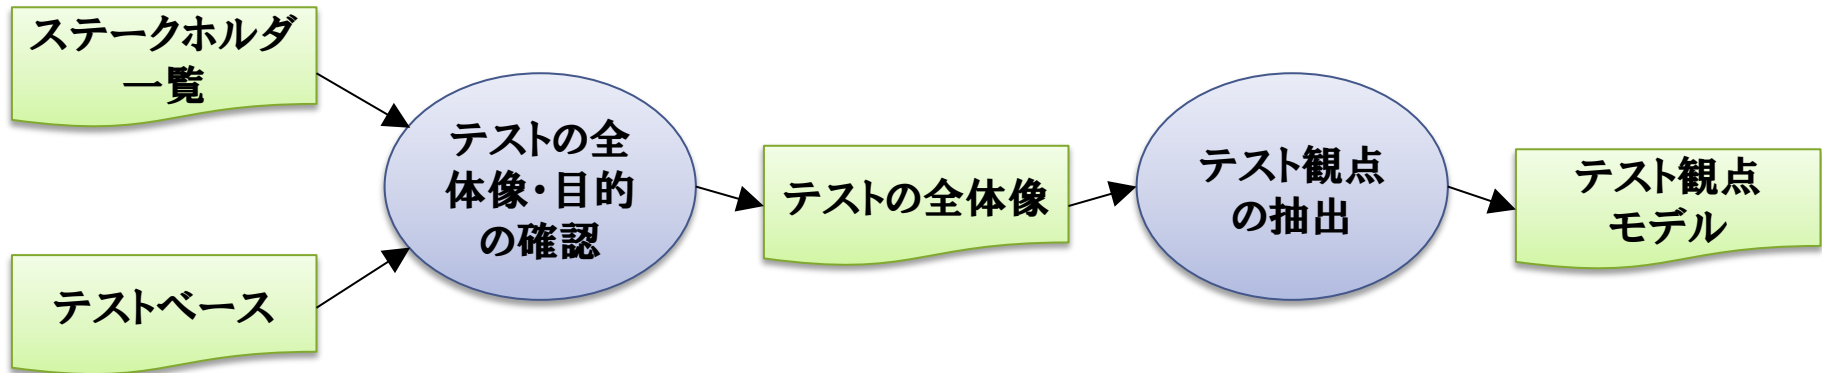 ステークホルダ
一覧
テストベース
テストの全
体像・目的
の確認
テストの全体像
テスト観点
の抽出
テスト観点
モデル